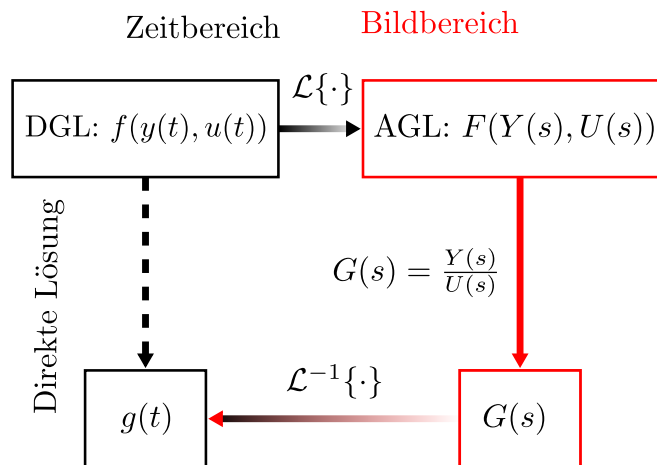 Zeitbereich
Bildbereich
ℒ{·}
DGL: f(y(t), u(t))
AGL: F(Y(s), U(s))
Direkte Lösung
G(s) = Y(s)/U(s)
ℒ⁻¹{·}
g(t)
G(s)